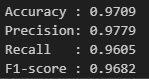 Accuracy : 0.9709
Precision: 0.9779
Recall   : 0.9605
F1-score : 0.9682